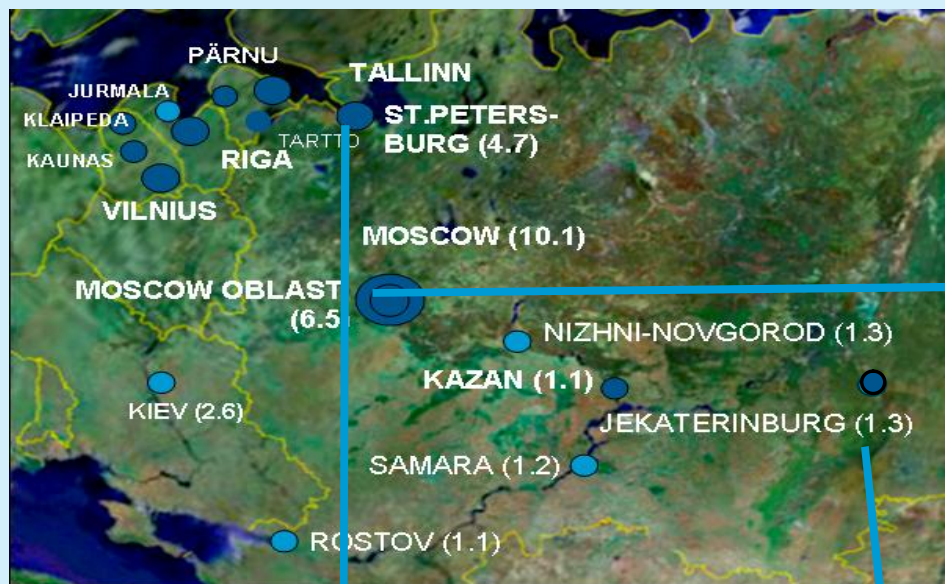 PÄRNU
TALLINN
JURMALA
ST.PETERS-
BURG (4.7)
KLAIPEDA
TARTTO
KAUNAS
RIGA
VILNIUS
MOSCOW (10.1)
MOSCOW OBLAST
(6.5)
NIZHNI-NOVGOROD (1.3)
KAZAN (1.1)
KIEV (2.6)
JEKATERINBURG (1.3)
SAMARA (1.2)
ROSTOV (1.1)